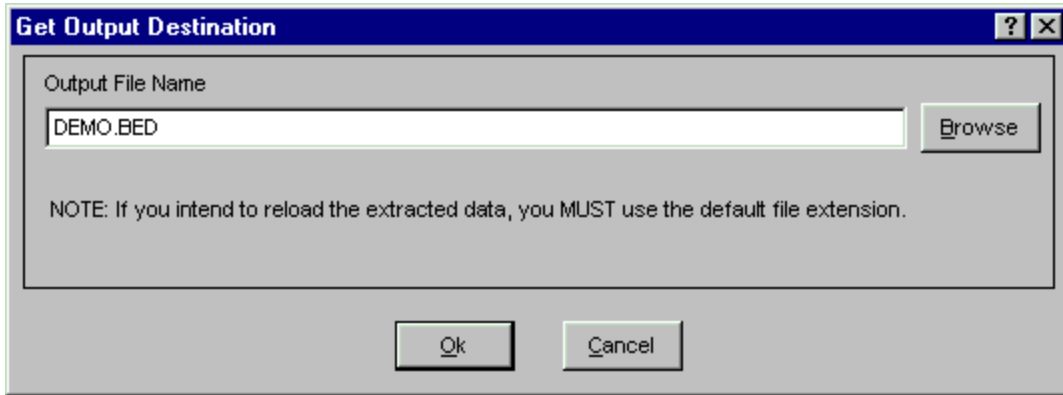 Get Output Destination
Output File Name
DEMO.BED
Browse
NOTE: If you intend to reload the extracted data, you MUST use the default file extension.
Ok
Cancel